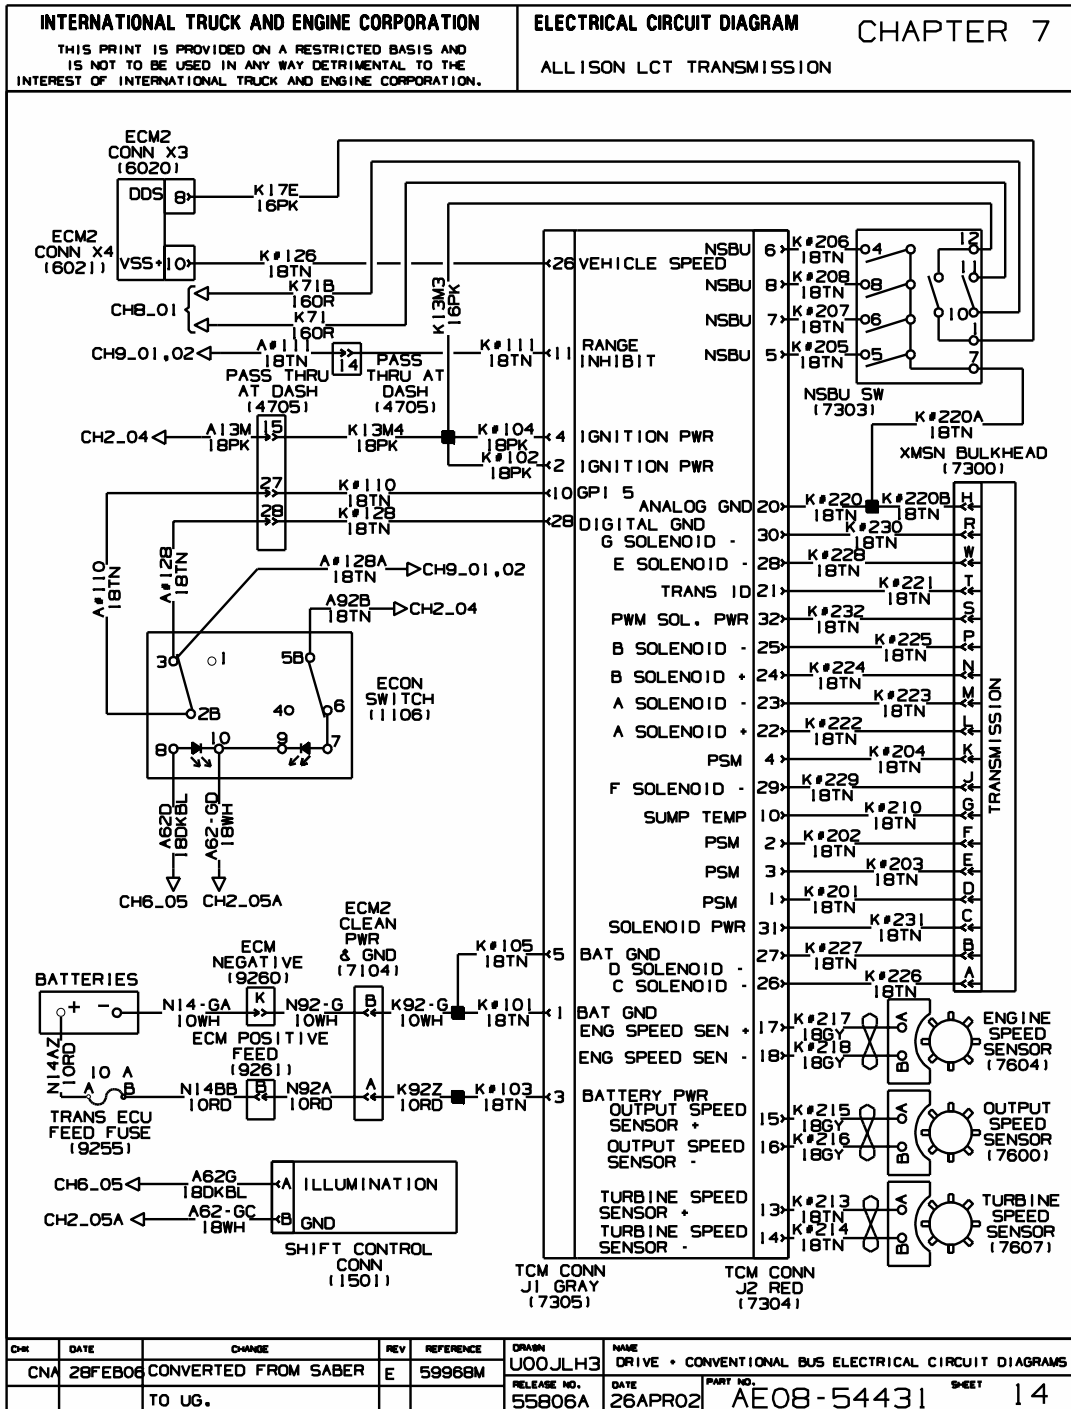 INTERNATIONAL TRUCK AND ENGINE CORPORATION
THIS PRINT IS PROVIDED ON A RESTRICTED BASIS AND
IS NOT TO BE USED IN ANY WAY DETRIMENTAL TO THE
INTEREST OF INTERNATIONAL TRUCK AND ENGINE CORPORATION.
ELECTRICAL CIRCUIT DIAGRAM
CHAPTER 7
ALLISON LCT TRANSMISSION
ECM2
CONN X3
(6020)
DDS 8
K17E
16PK
ECM2
CONN X4
(6021)
VSS+ 10
K#126
18TN
26 VEHICLE SPEED
K71B
16OR
CH8_01
K71
16OR
K13M3
16PK
CH9_01,02
A#111
18TN
14
PASS THRU
AT DASH
(4705)
PASS
THRU AT
DASH
(4705)
K#111
18TN
11 RANGE
INHIBIT
CH2_04
A13M
18PK
15
K13M4
18PK
K#104
18PK
4 IGNITION PWR
K#102
18PK
2 IGNITION PWR
27
K#110
18TN
10 GPI 5
28
K#128
18TN
28 DIGITAL GND
A#110
18TN
A#128
18TN
A#128A
18TN
CH9_01,02
A92B
18TN
CH2_04
3
1
5B
2B
4
6
8
10
9
7
ECON
SWITCH
(1106)
A62D
18DKBL
A62-GD
18WH
CH6_05
CH2_05A
NSBU 6
K#206
18TN
4
NSBU 8
K#208
18TN
8
NSBU 7
K#207
18TN
6
NSBU 5
K#205
18TN
5
12
11
10
1
7
NSBU SW
(7303)
K#220A
18TN
XMSN BULKHEAD
(7300)
ANALOG GND 20
K#220
18TN
K#220B
18TN
H
G SOLENOID - 30
K#230
18TN
R
E SOLENOID - 28
K#228
18TN
W
TRANS ID 21
K#221
18TN
T
PWM SOL. PWR 32
K#232
18TN
S
B SOLENOID - 25
K#225
18TN
P
B SOLENOID + 24
K#224
18TN
N
A SOLENOID - 23
K#223
18TN
M
A SOLENOID + 22
K#222
18TN
L
PSM 4
K#204
18TN
K
F SOLENOID - 29
K#229
18TN
J
SUMP TEMP 10
K#210
18TN
G
PSM 2
K#202
18TN
F
PSM 3
K#203
18TN
E
PSM 1
K#201
18TN
D
SOLENOID PWR 31
K#231
18TN
C
D SOLENOID - 27
K#227
18TN
B
C SOLENOID - 26
K#226
18TN
A
TRANSMISSION
BATTERIES
+ -
N14-GA
10WH
ECM
NEGATIVE
(9260)
K
N92-G
10WH
ECM2
CLEAN
PWR
& GND
(7104)
B
K92-G
10WH
K#105
18TN
5 BAT GND
K#101
18TN
1 BAT GND
N14AZ
10RD
10 A
A B
TRANS ECU
FEED FUSE
(9255)
N14BB
10RD
ECM POSITIVE
FEED
(9261)
B
N92A
10RD
A
K92Z
10RD
K#103
18TN
3 BATTERY PWR
ENG SPEED SEN + 17
K#217
18GY
A
ENG SPEED SEN - 18
K#218
18GY
B
ENGINE
SPEED
SENSOR
(7604)
OUTPUT SPEED
SENSOR +
15
K#215
18GY
A
OUTPUT SPEED
SENSOR -
16
K#216
18GY
B
OUTPUT
SPEED
SENSOR
(7600)
TURBINE SPEED
SENSOR +
13
K#213
18TN
A
TURBINE SPEED
SENSOR -
14
K#214
18TN
B
TURBINE
SPEED
SENSOR
(7607)
CH6_05
A62G
18DKBL
A ILLUMINATION
CH2_05A
A62-GC
18WH
B GND
SHIFT CONTROL
CONN
(1501)
TCM CONN
J1 GRAY
(7305)
TCM CONN
J2 RED
(7304)
CHK DATE CHANGE REV REFERENCE
CNA 28FEB06 CONVERTED FROM SABER E 59968M
TO UG.
DRAWN
U00JLH3
NAME
DRIVE + CONVENTIONAL BUS ELECTRICAL CIRCUIT DIAGRAMS
RELEASE NO.
55806A
DATE
26APR02
PART NO.
AE08-54431
SHEET
14